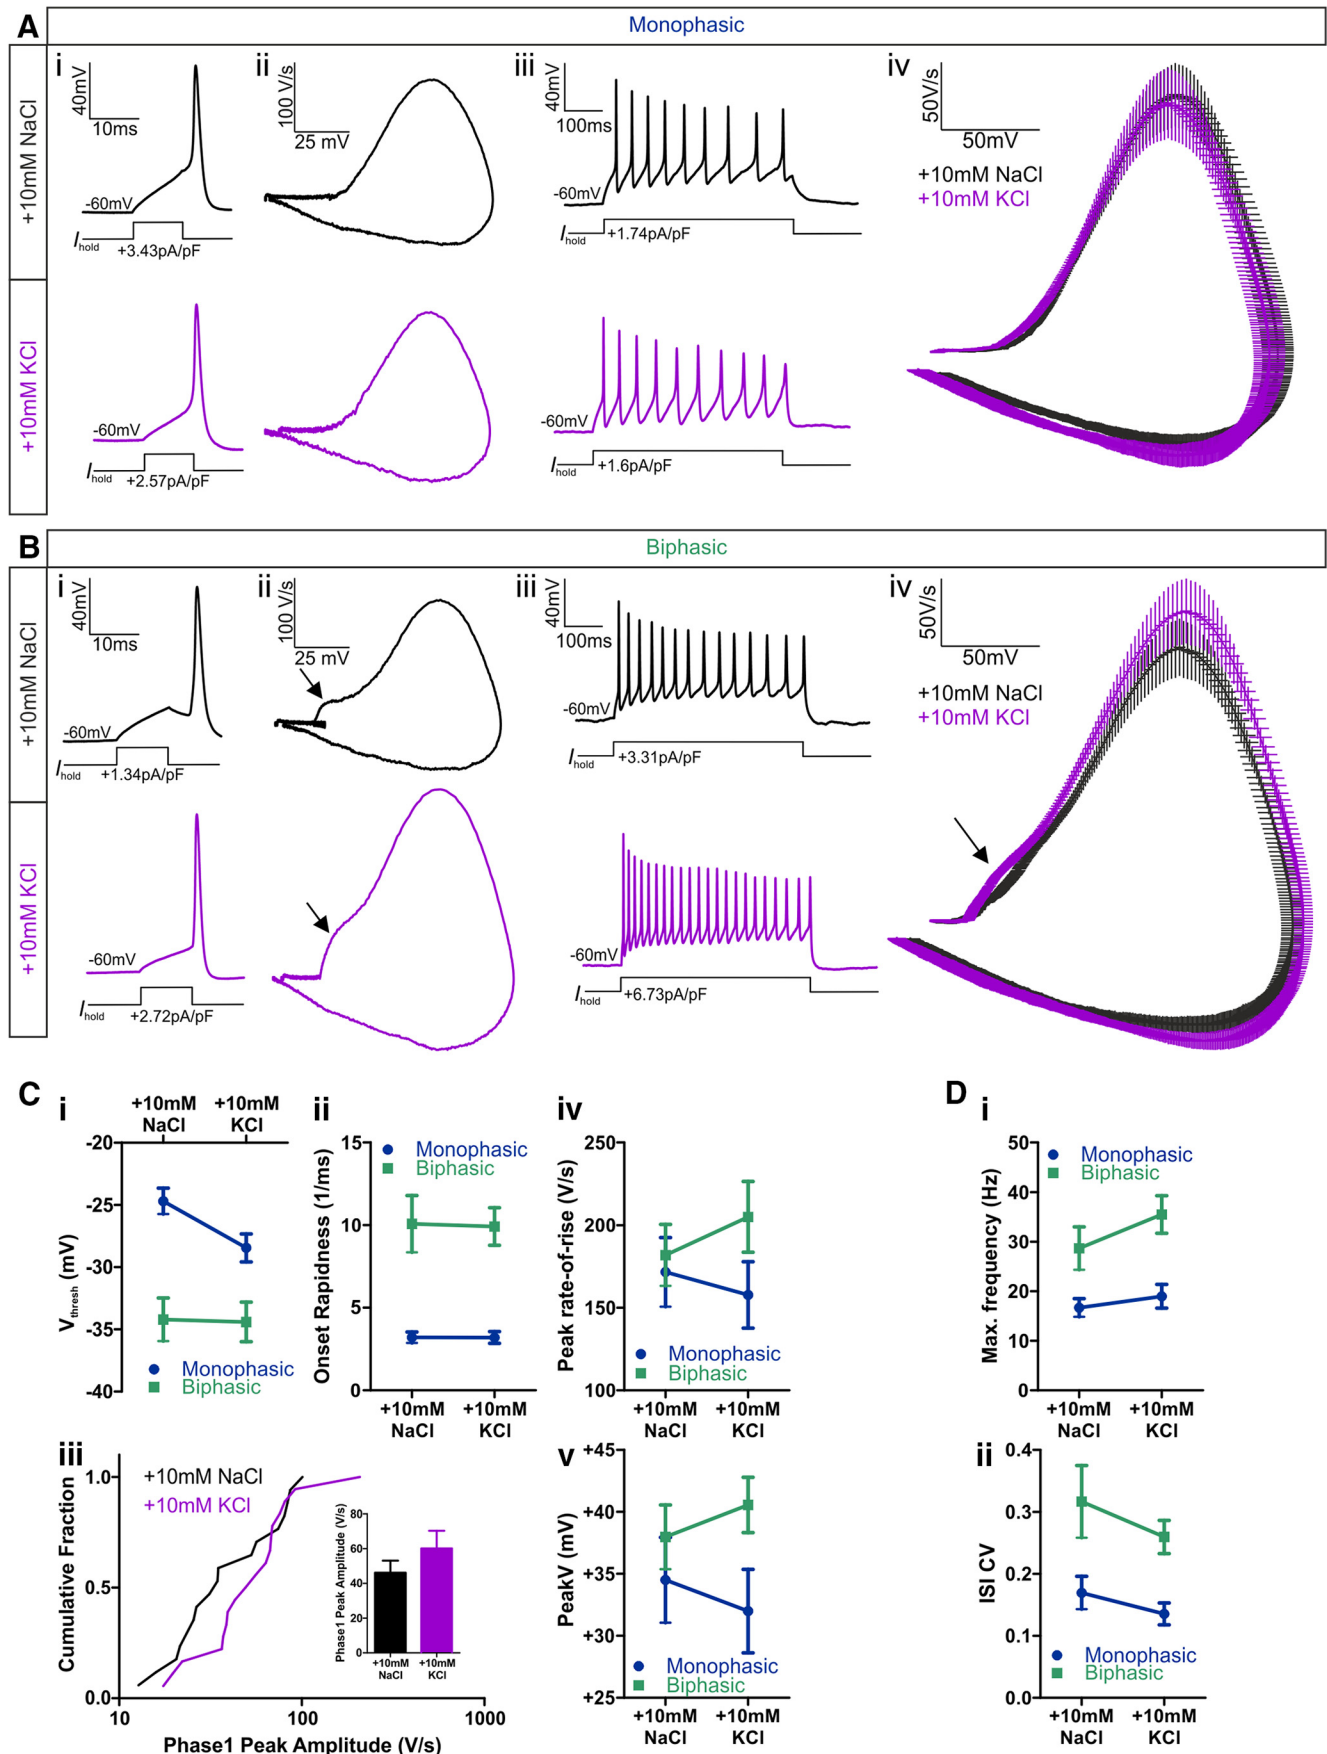 A
Monophasic
+10mM NaCl
i
40mV
10ms
-60mV
Ihold
+3.43pA/pF
ii
100 V/s
25 mV
iii
40mV
100ms
-60mV
Ihold
+1.74pA/pF
iv
50V/s
50mV
+10mM NaCl
+10mM KCl
+10mM KCl
-60mV
Ihold
+2.57pA/pF
-60mV
Ihold
+1.6pA/pF
B
Biphasic
+10mM NaCl
i
40mV
10ms
-60mV
Ihold
+1.34pA/pF
ii
100 V/s
25 mV
iii
40mV
100ms
-60mV
Ihold
+3.31pA/pF
iv
50V/s
50mV
+10mM NaCl
+10mM KCl
+10mM KCl
-60mV
Ihold
+2.72pA/pF
-60mV
Ihold
+6.73pA/pF
C
i
+10mM
NaCl
+10mM
KCl
-20
-25
-30
-35
-40
Vthresh (mV)
Monophasic
Biphasic
ii
15
10
5
0
Onset Rapidness (1/ms)
Monophasic
Biphasic
+10mM
NaCl
+10mM
KCl
iv
250
200
150
100
Peak rate-of-rise (V/s)
Monophasic
Biphasic
+10mM
NaCl
+10mM
KCl
D
i
50
40
30
20
10
0
Max. frequency (Hz)
Monophasic
Biphasic
+10mM
NaCl
+10mM
KCl
iii
1.0
0.5
0.0
Cumulative Fraction
+10mM NaCl
+10mM KCl
10
100
1000
Phase1 Peak Amplitude (V/s)
80
60
40
20
0
Phase1 Peak Amplitude (V/s)
+10mM
NaCl
+10mM
KCl
v
+45
+40
+35
+30
+25
PeakV (mV)
Monophasic
Biphasic
+10mM
NaCl
+10mM
KCl
ii
0.4
0.3
0.2
0.1
0.0
ISI CV
Monophasic
Biphasic
+10mM
NaCl
+10mM
KCl